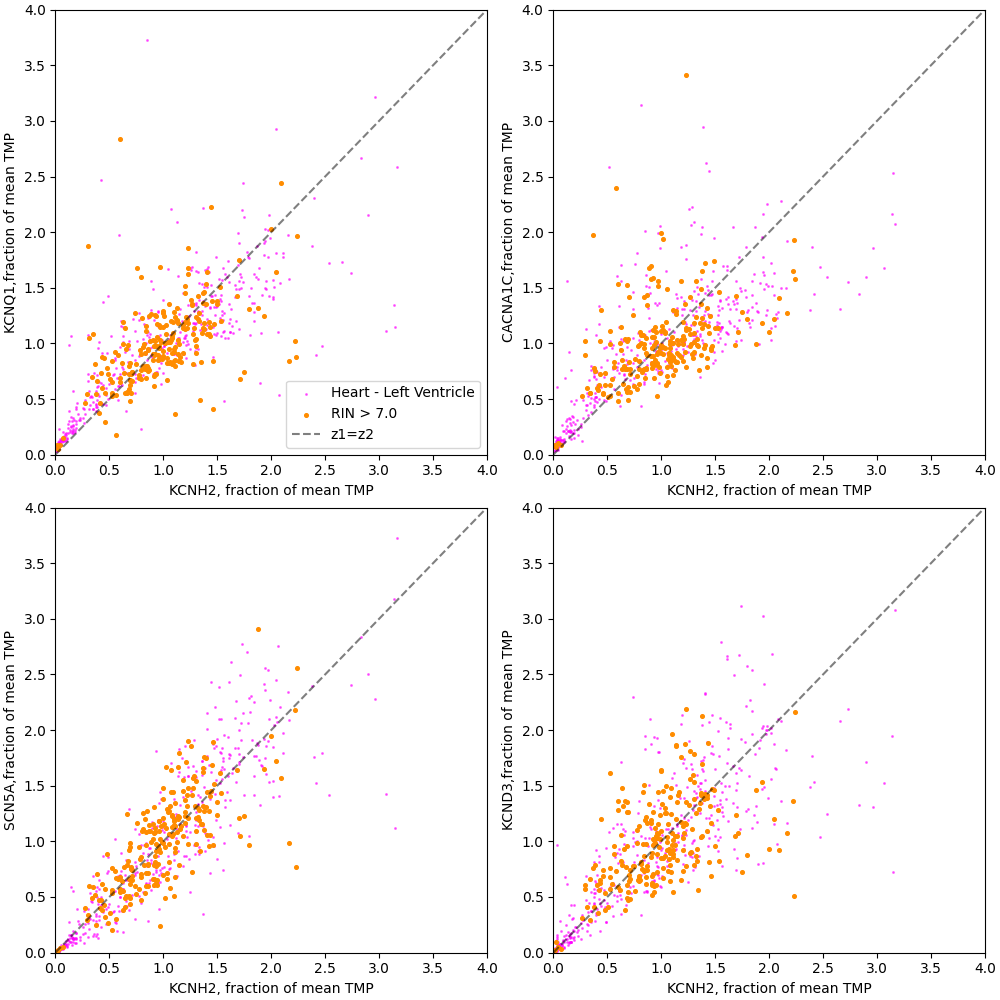 4.0
3.5
3.0
2.5
2.0
1.5
1.0
0.5
0.0
KCNQ1,fraction of mean TMP
0.0 0.5 1.0 1.5 2.0 2.5 3.0 3.5 4.0
KCNH2, fraction of mean TMP
Heart - Left Ventricle
RIN > 7.0
z1=z2
4.0
3.5
3.0
2.5
2.0
1.5
1.0
0.5
0.0
CACNA1C,fraction of mean TMP
0.0 0.5 1.0 1.5 2.0 2.5 3.0 3.5 4.0
KCNH2, fraction of mean TMP
4.0
3.5
3.0
2.5
2.0
1.5
1.0
0.5
0.0
SCN5A,fraction of mean TMP
0.0 0.5 1.0 1.5 2.0 2.5 3.0 3.5 4.0
KCNH2, fraction of mean TMP
4.0
3.5
3.0
2.5
2.0
1.5
1.0
0.5
0.0
KCND3,fraction of mean TMP
0.0 0.5 1.0 1.5 2.0 2.5 3.0 3.5 4.0
KCNH2, fraction of mean TMP